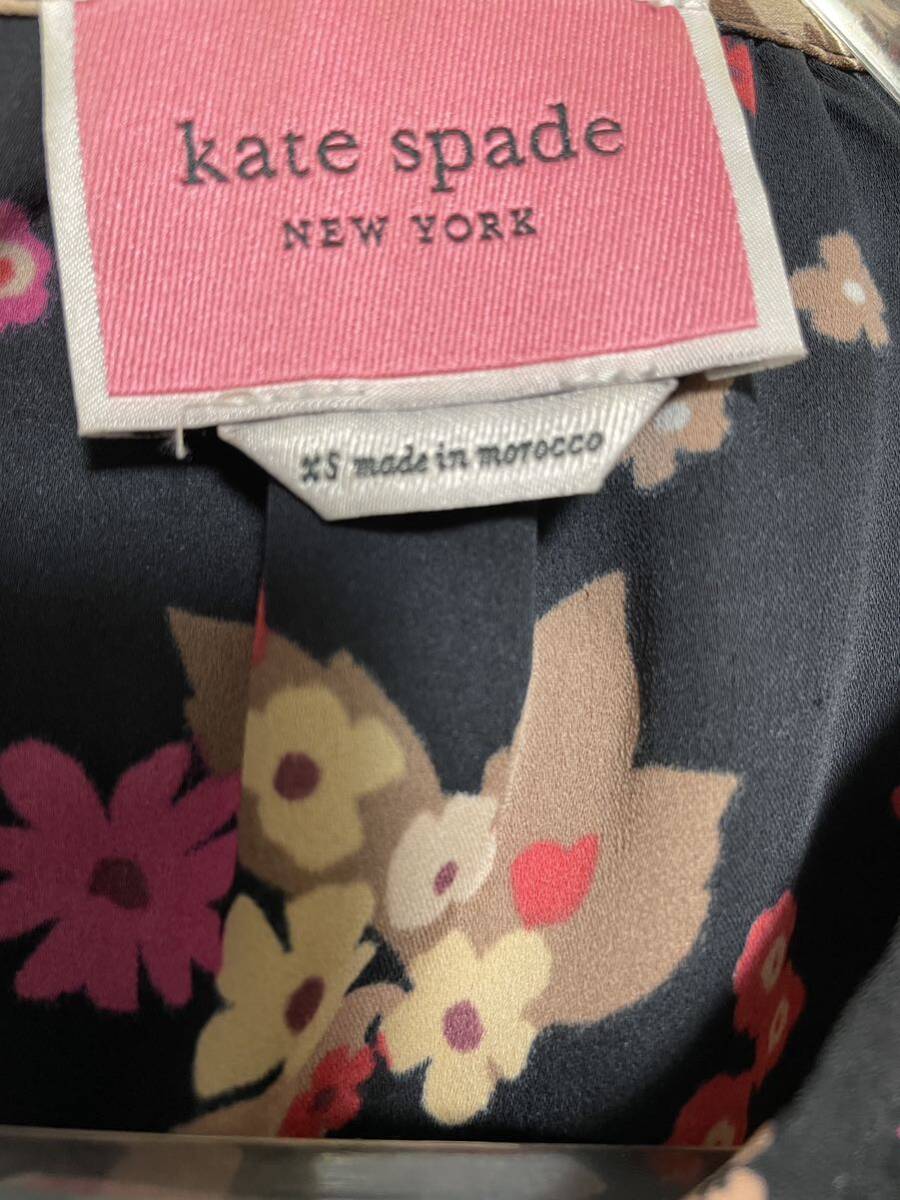 kate spade
NEW YORK
XS made in morocco